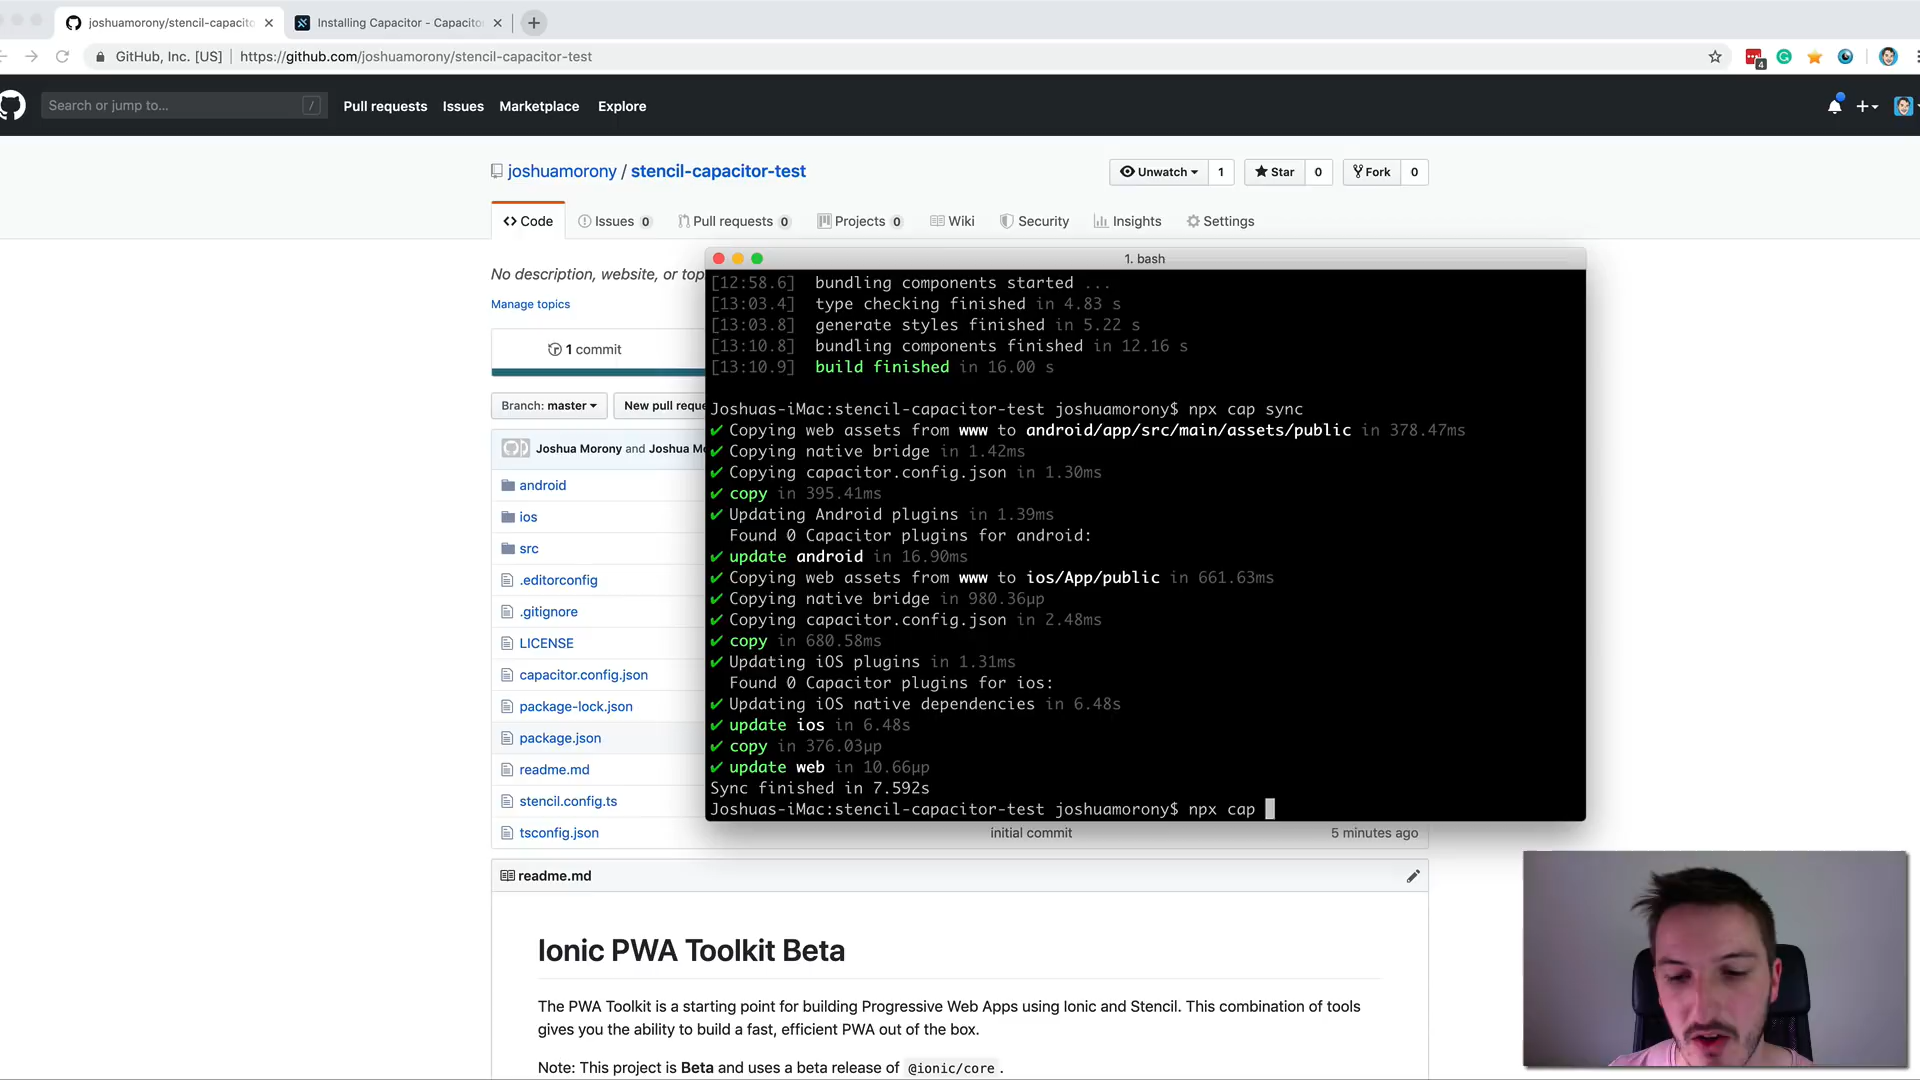 joshuamorony/stencil-capacito
Installing Capacitor - Capacitor
GitHub, Inc. [US]
https://github.com/joshuamorony/stencil-capacitor-test
4
Search or jump to...
/
Pull requests
Issues
Marketplace
Explore
joshuamorony / stencil-capacitor-test
Unwatch 1
Star 0
Fork 0
Code
Issues 0
Pull requests 0
Projects 0
Wiki
Security
Insights
Settings
No description, website, or top
Manage topics
1 commit
Branch: master
New pull reque
Joshua Morony and Joshua Mo
android
ios
src
.editorconfig
.gitignore
LICENSE
capacitor.config.json
package-lock.json
package.json
readme.md
stencil.config.ts
tsconfig.json
initial commit
5 minutes ago
1. bash
[12:58.6] bundling components started ...
[13:03.4] type checking finished in 4.83 s
[13:03.8] generate styles finished in 5.22 s
[13:10.8] bundling components finished in 12.16 s
[13:10.9] build finished in 16.00 s
Joshuas-iMac:stencil-capacitor-test joshuamorony$ npx cap sync
✔ Copying web assets from www to android/app/src/main/assets/public in 378.47ms
✔ Copying native bridge in 1.42ms
✔ Copying capacitor.config.json in 1.30ms
✔ copy in 395.41ms
✔ Updating Android plugins in 1.39ms
Found 0 Capacitor plugins for android:
✔ update android in 16.90ms
✔ Copying web assets from www to ios/App/public in 661.63ms
✔ Copying native bridge in 980.36μp
✔ Copying capacitor.config.json in 2.48ms
✔ copy in 680.58ms
✔ Updating iOS plugins in 1.31ms
Found 0 Capacitor plugins for ios:
✔ Updating iOS native dependencies in 6.48s
✔ update ios in 6.48s
✔ copy in 376.03μp
✔ update web in 10.66μp
Sync finished in 7.592s
Joshuas-iMac:stencil-capacitor-test joshuamorony$ npx cap
readme.md
Ionic PWA Toolkit Beta
The PWA Toolkit is a starting point for building Progressive Web Apps using Ionic and Stencil. This combination of tools
gives you the ability to build a fast, efficient PWA out of the box.
Note: This project is Beta and uses a beta release of @ionic/core .